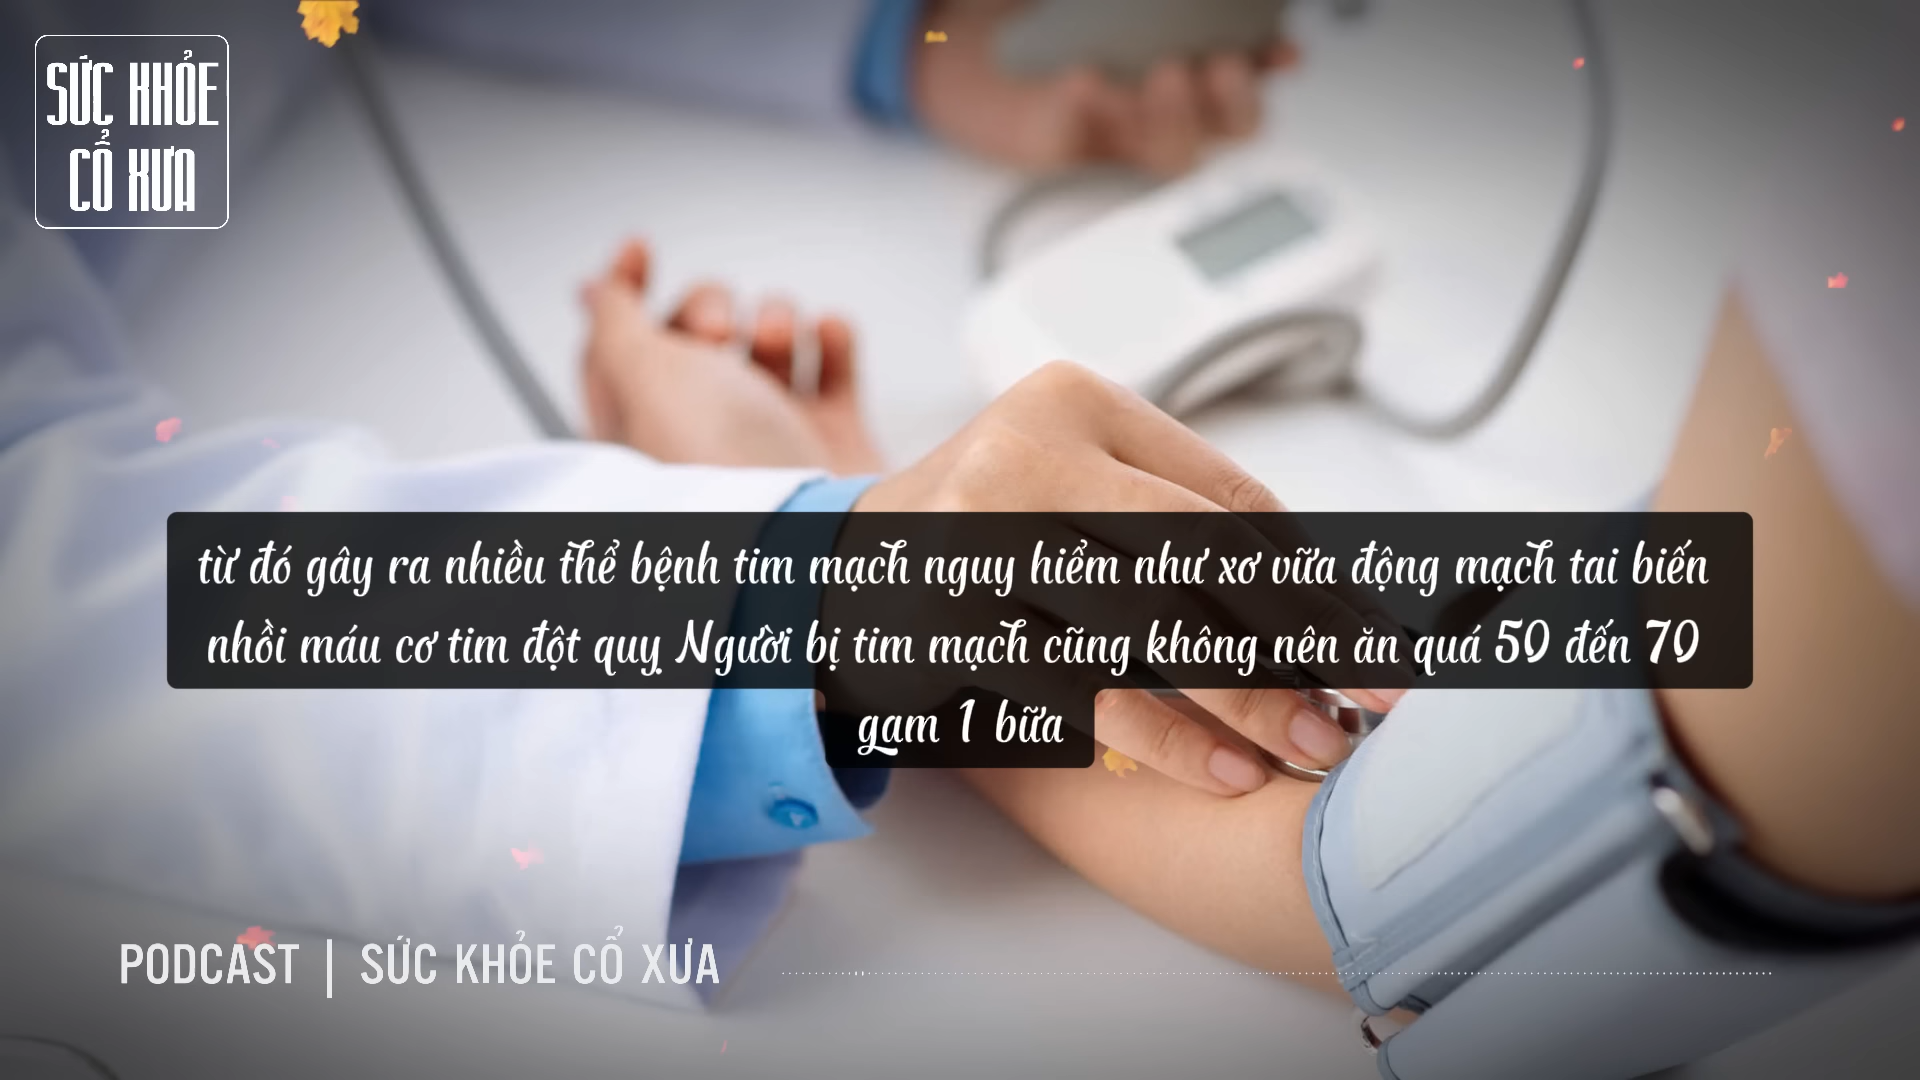 SỨC KHỎE
CỔ XƯA
từ đó gây ra nhiều thể bệnh tim mạch nguy hiểm như xơ vữa động mạch tai biến
nhồi máu cơ tim đột quỵ Người bị tim mạch cũng không nên ăn quá 50 đến 70
gam 1 bữa
PODCAST | SỨC KHỎE CỔ XƯA